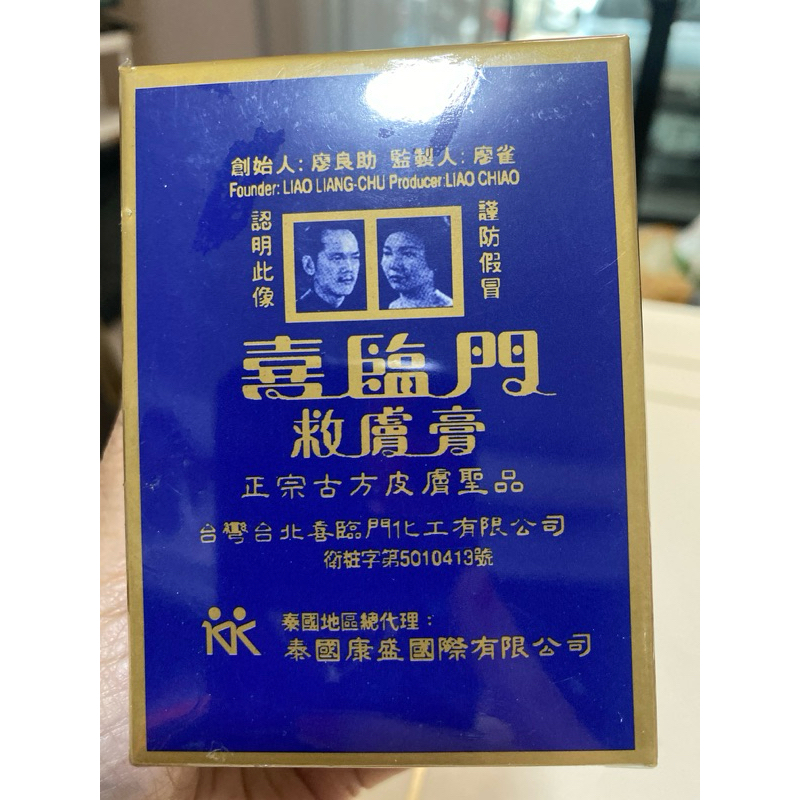 創始人：廖良助 監製人：廖雀
Founder: LIAO LIANG-CHU Producer:LIAO CHIAO
認明此像
謹防假冒
喜臨門
救膚膏
正宗古方皮膚聖品
台灣台北喜臨門化工有限公司
衛粧字第5010413號
KK
泰國地區總代理：
泰國康盛國際有限公司